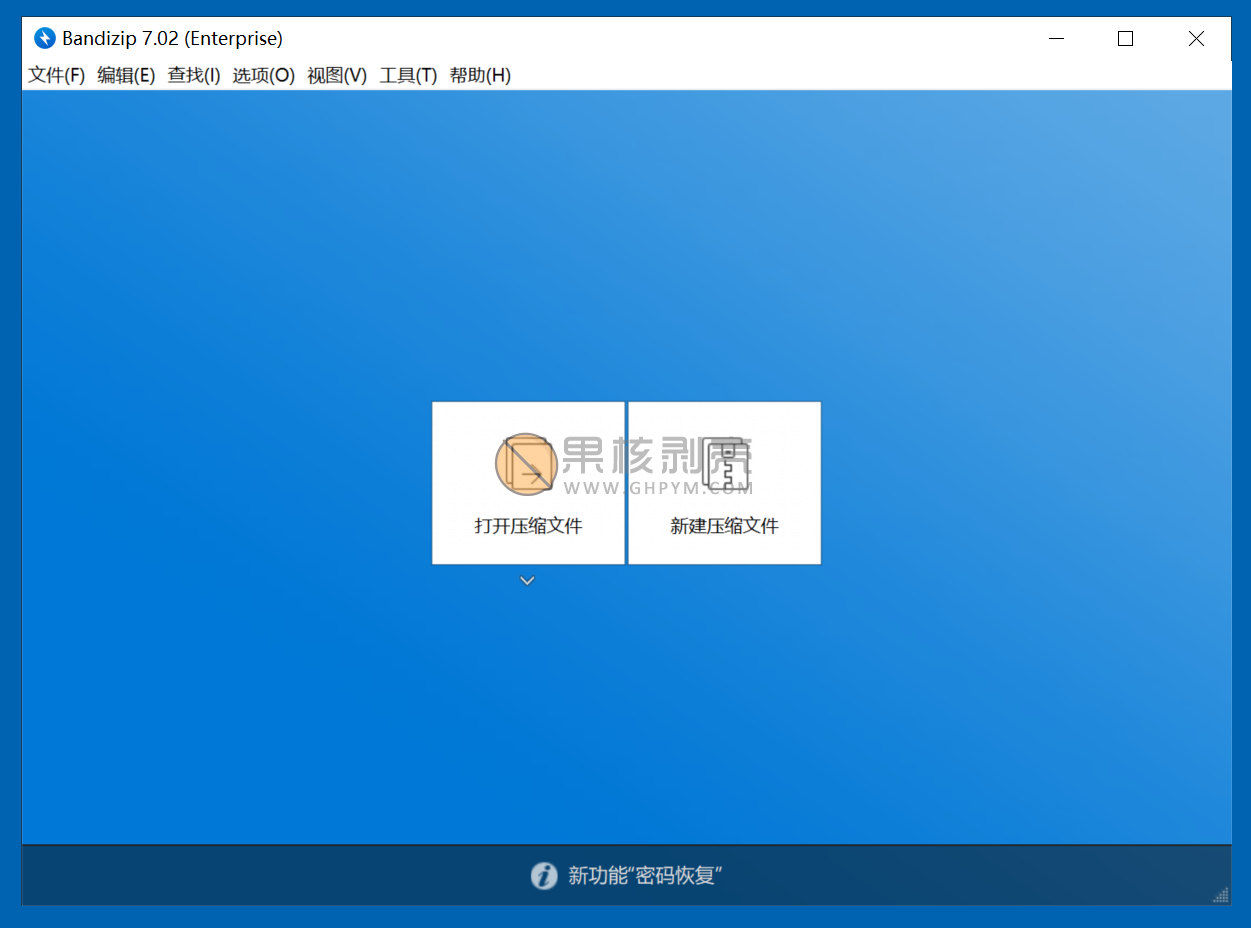 Bandizip 7.02 (Enterprise)
文件(F) 编辑(E) 查找(I) 选项(O) 视图(V) 工具(T) 帮助(H)
果核剥壳
WWW.GHPYM.COM
打开压缩文件
新建压缩文件
新功能“密码恢复”